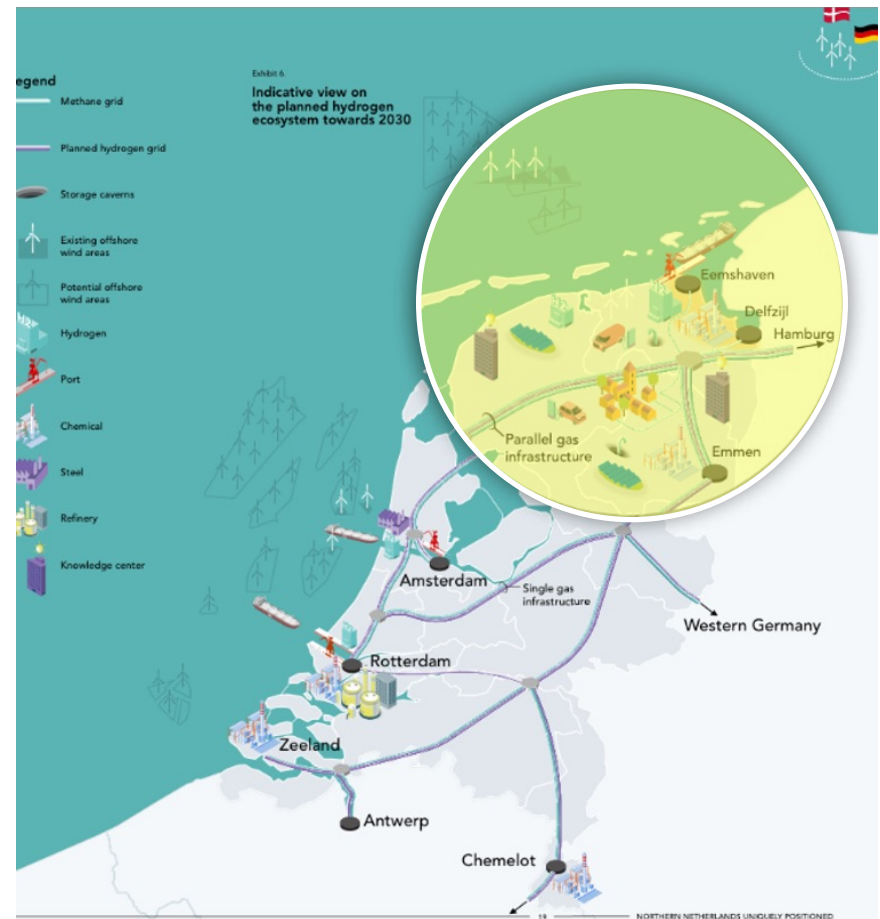 egend
Methane grid
Planned hydrogen grid
Storage caverns
Existing offshore
wind areas
Potential offshore
wind areas
Hydrogen
Port
Chemical
Steel
Refinery
Knowledge center
Exhibit 6
Indicative view on
the planned hydrogen
ecosystem towards 2030
Eemshaven
Delfzijl
Hamburg
Parallel gas
infrastructure
Emmen
Amsterdam
Single gas
infrastructure
Western Germany
Rotterdam
Zeeland
Antwerp
Chemelot
19
NORTHERN NETHERLANDS UNIQUELY POSITIONED